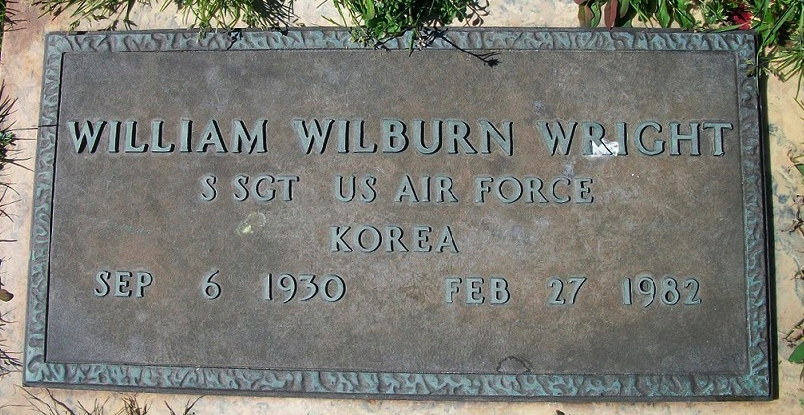 WILLIAM WILBURN WRIGHT
S SGT US AIR FORCE
KOREA
SEP 6 1930 FEB 27 1982